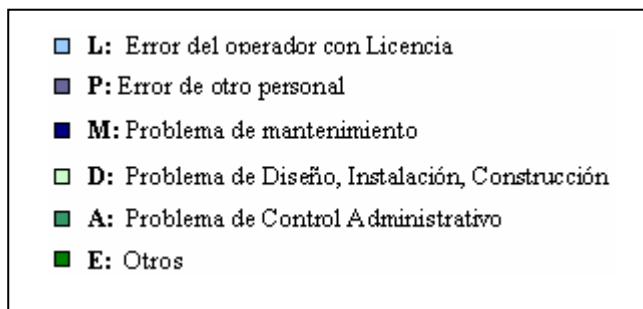 L: Error del operador con Licencia
P: Error de otro personal
M: Problema de mantenimiento
D: Problema de Diseño, Instalación, Construcción
A: Problema de Control Administrativo
E: Otros